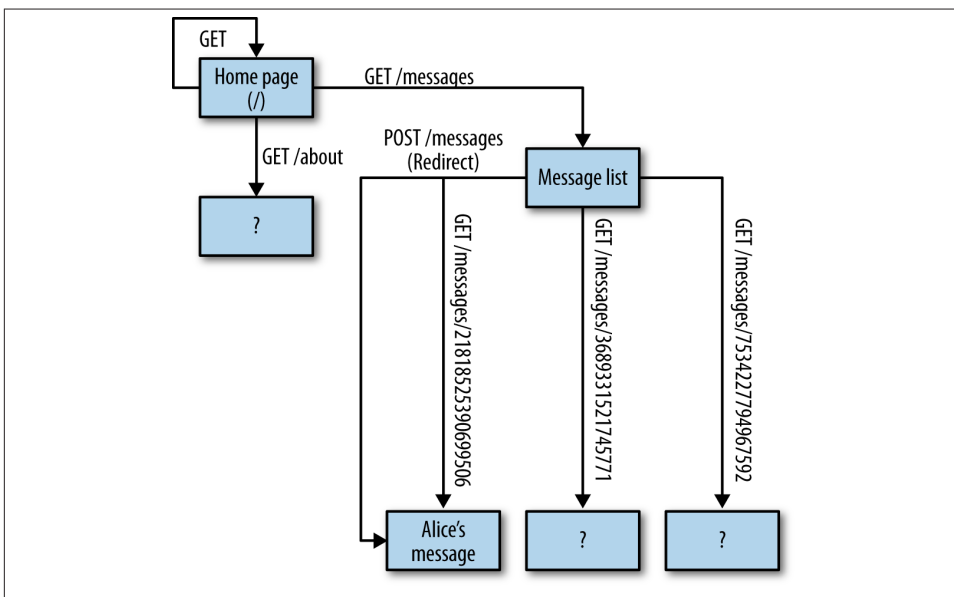 GET
Home page
(/)
GET /messages
GET /about
POST /messages
(Redirect)
Message list
?
GET /messages/21818525390699506
GET /messages/3689331521745771
GET /messages/7534227794967592
Alice's
message
?
?